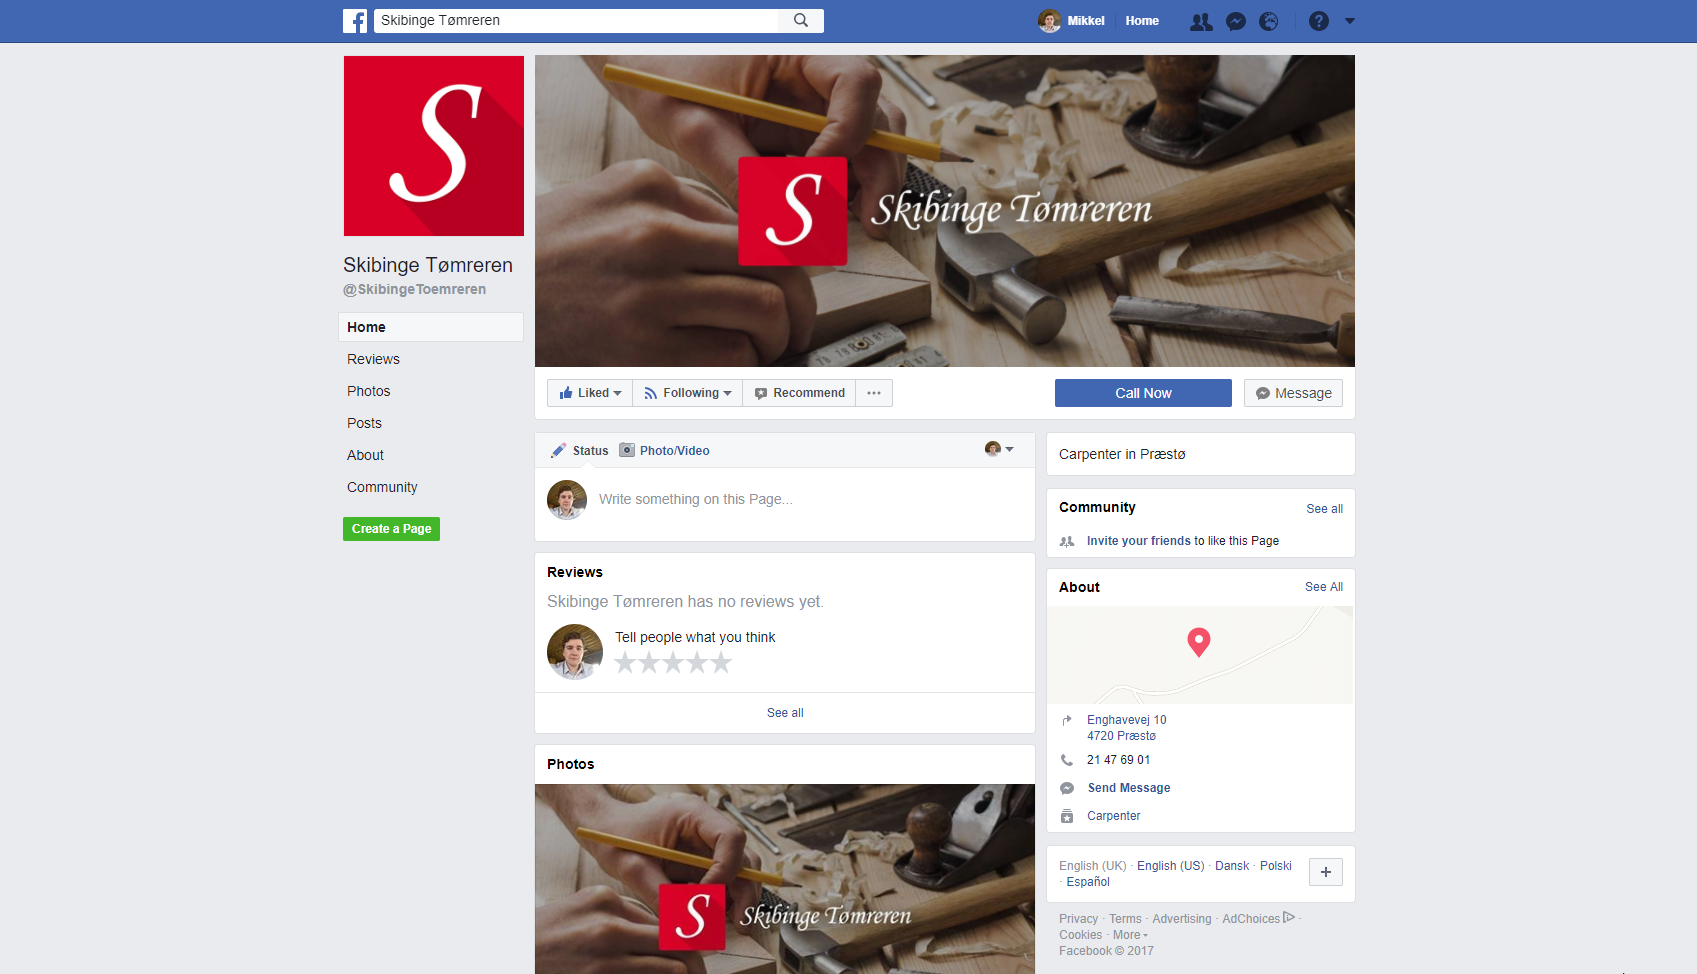 Skibinge Tømreren
Mikkel
Home
S
Skibinge Tømreren
@SkibingeToemreren
Home
Reviews
Photos
Posts
About
Community
Create a Page
S Skibinge Tømreren
Liked
Following
Recommend
Call Now
Message
Status
Photo/Video
Write something on this Page...
Reviews
Skibinge Tømreren has no reviews yet.
Tell people what you think
See all
Photos
S Skibinge Tømreren
Carpenter in Præstø
Community
See all
Invite your friends to like this Page
About
See All
Enghavevej 10
4720 Præstø
21 47 69 01
Send Message
Carpenter
English (UK) · English (US) · Dansk · Polski
· Español
Privacy · Terms · Advertising · AdChoices ·
Cookies · More
Facebook © 2017